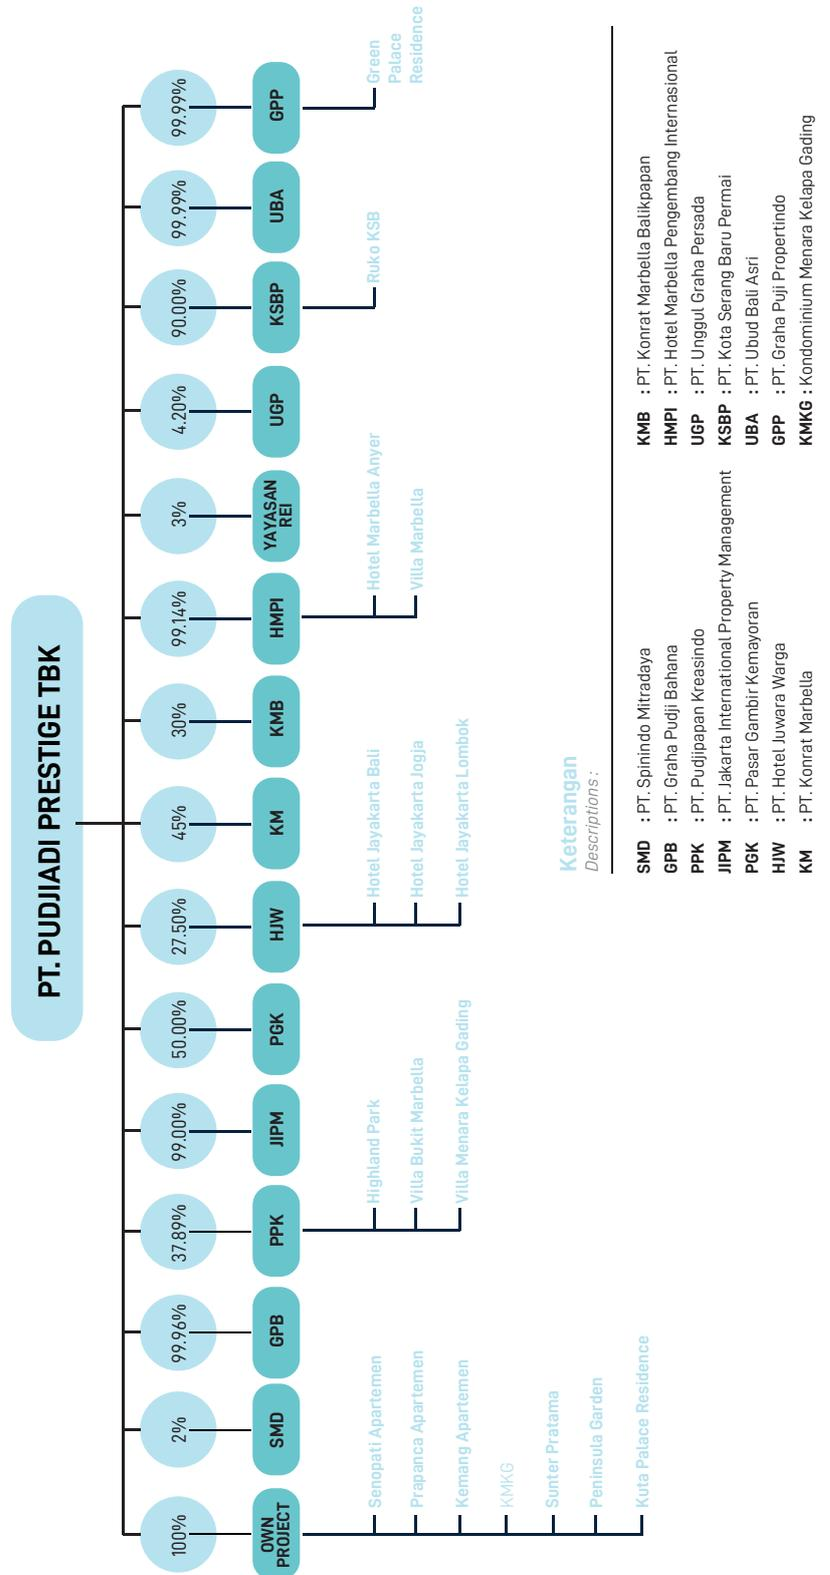 PT. PUDJIADI PRESTIGE TBK
100%
2%
99.96%
37.89%
99.00%
50.00%
27.50%
45%
30%
99.14%
3%
4.20%
90.00%
99.99%
99.99%
OWN
PROJECT
SMD
GPB
PPK
JIPM
PGK
HJW
KM
KMB
HMPI
YAYASAN
REI
UGP
KSBP
UBA
GPP
Senopati Apartemen
Prapanca Apartemen
Kemang Apartemen
KMKG
Sunter Pratama
Peninsula Garden
Kuta Palace Residence
Highland Park
Villa Bukit Marbella
Villa Menara Kelapa Gading
Hotel Jayakarta Bali
Hotel Jayakarta Jogja
Hotel Jayakarta Lombok
Hotel Marbella Anyer
Villa Marbella
Ruko KSB
Green
Palace
Residence
Keterangan
Descriptions :
SMD : PT. Spinindo Mitradaya
GPB : PT. Graha Pudji Bahana
PPK : PT. Pudjipapan Kreasindo
JIPM : PT. Jakarta International Property Management
PGK : PT. Pasar Gambir Kemayoran
HJW : PT. Hotel Juwara Warga
KM : PT. Konrat Marbella
KMB : PT. Konrat Marbella Balikpapan
HMPI : PT. Hotel Marbella Pengembang Internasional
UGP : PT. Unggul Graha Persada
KSBP : PT. Kota Serang Baru Permai
UBA : PT. Ubud Bali Asri
GPP : PT. Graha Puji Propertindo
KMKG : Kondominium Menara Kelapa Gading